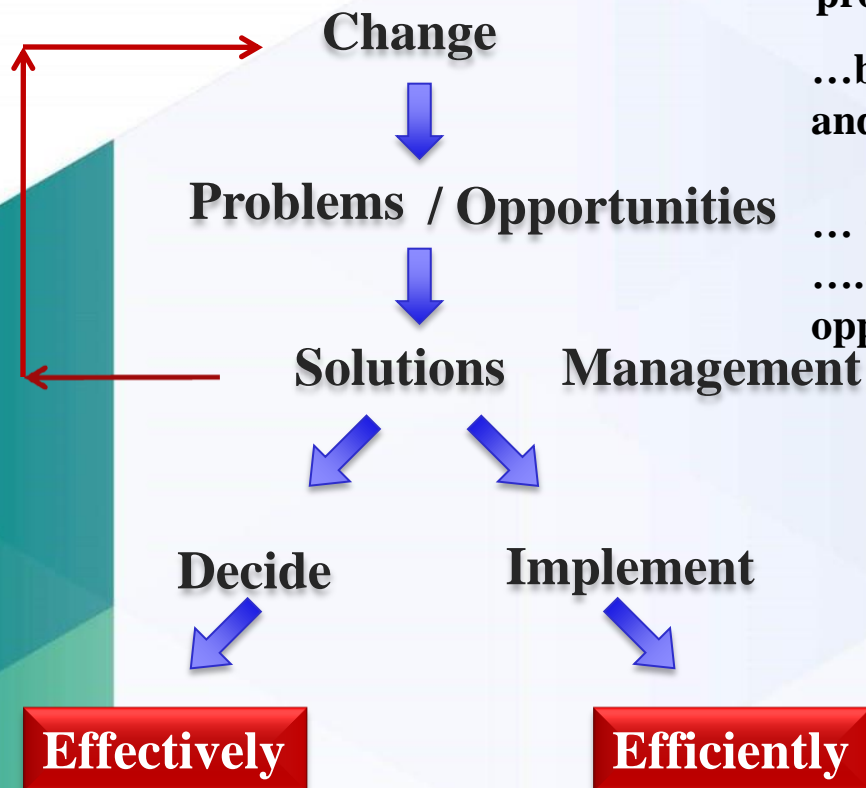 Change
Problems / Opportunities
Solutions Management
Decide Implement
Effectively Efficiently
…
….